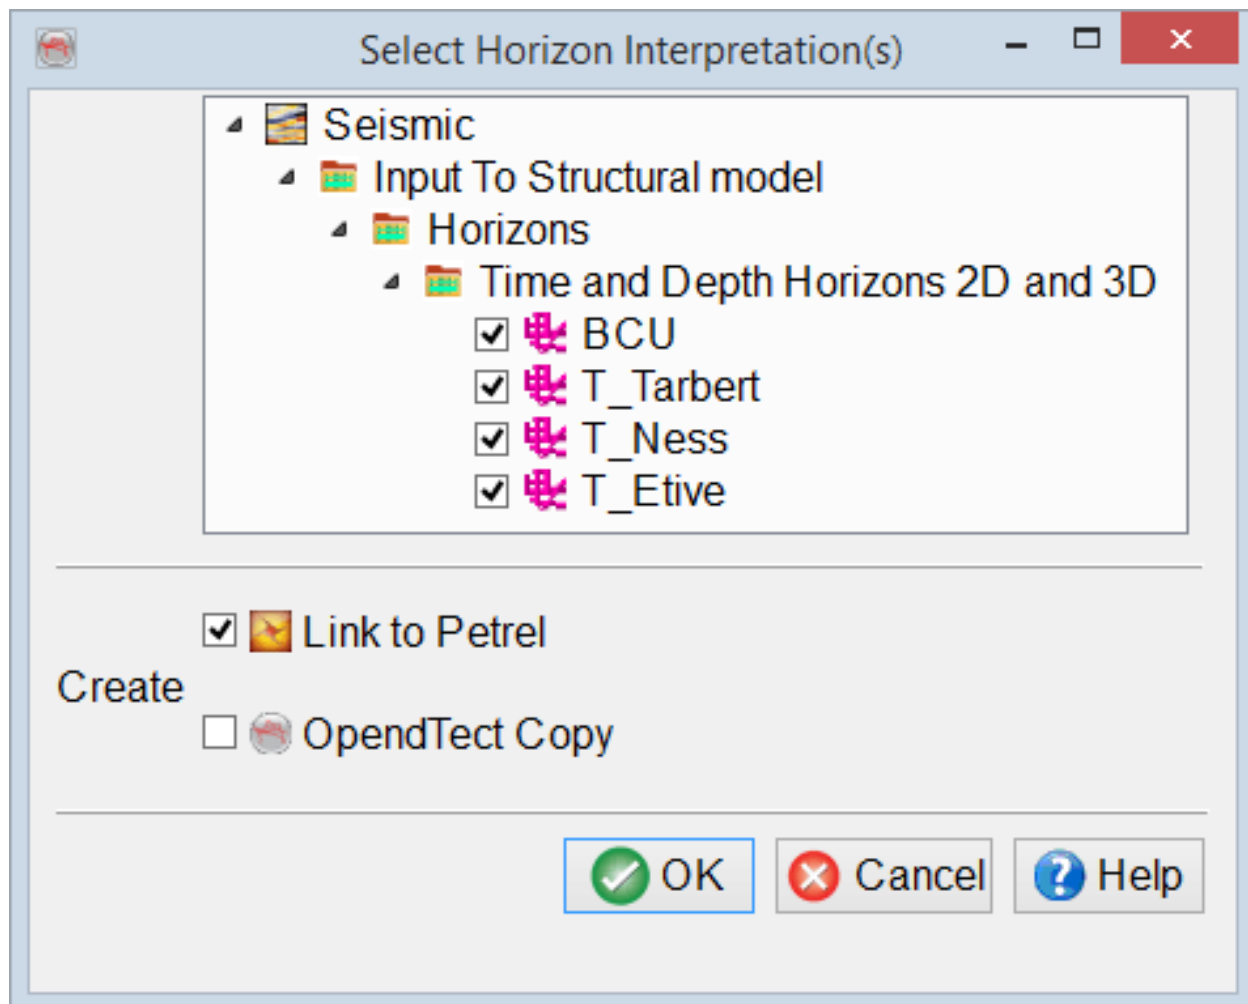 Select Horizon Interpretation(s)
Seismic
Input To Structural model
Horizons
Time and Depth Horizons 2D and 3D
BCU
T_Tarbert
T_Ness
T_Etive
Link to Petrel
Create
OpendTect Copy
OK Cancel Help